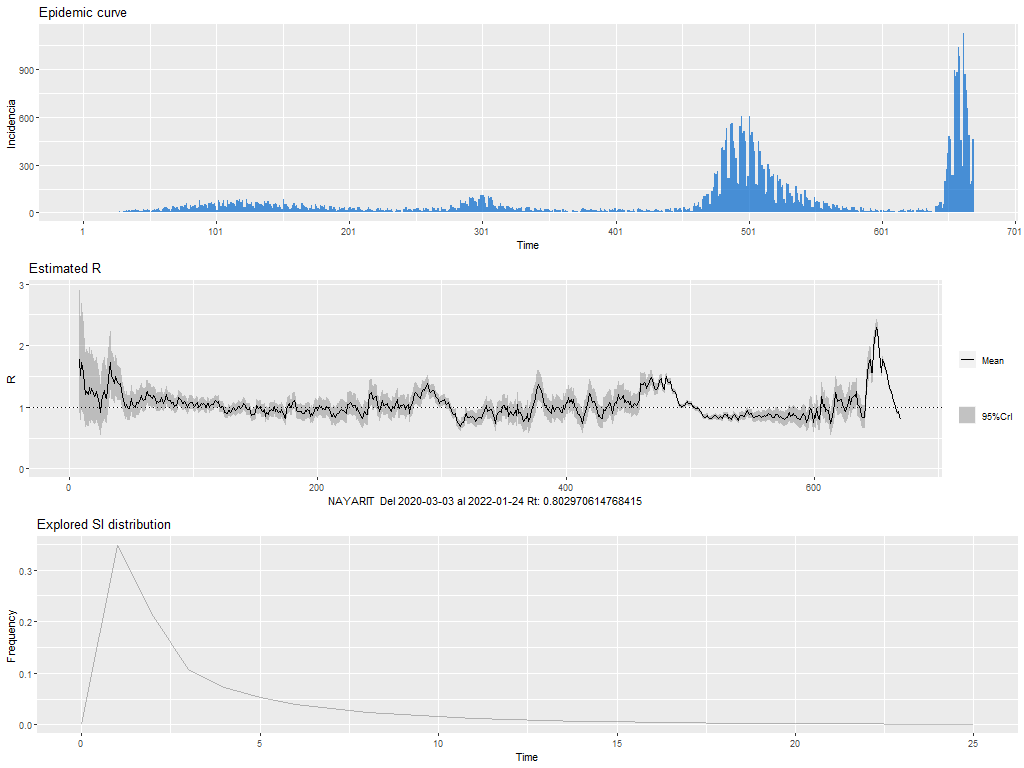 Epidemic curve
900
600
300
0
Incidencia
1 101 201 301 401 501 601 701
Time
Estimated R
3
2
1
0
R
Mean
95%CrI
0 200 400 600
NAYARIT Del 2020-03-03 al 2022-01-24 Rt: 0.802970614768415
Explored SI distribution
0.3
0.2
0.1
0.0
Frequency
0 5 10 15 20 25
Time